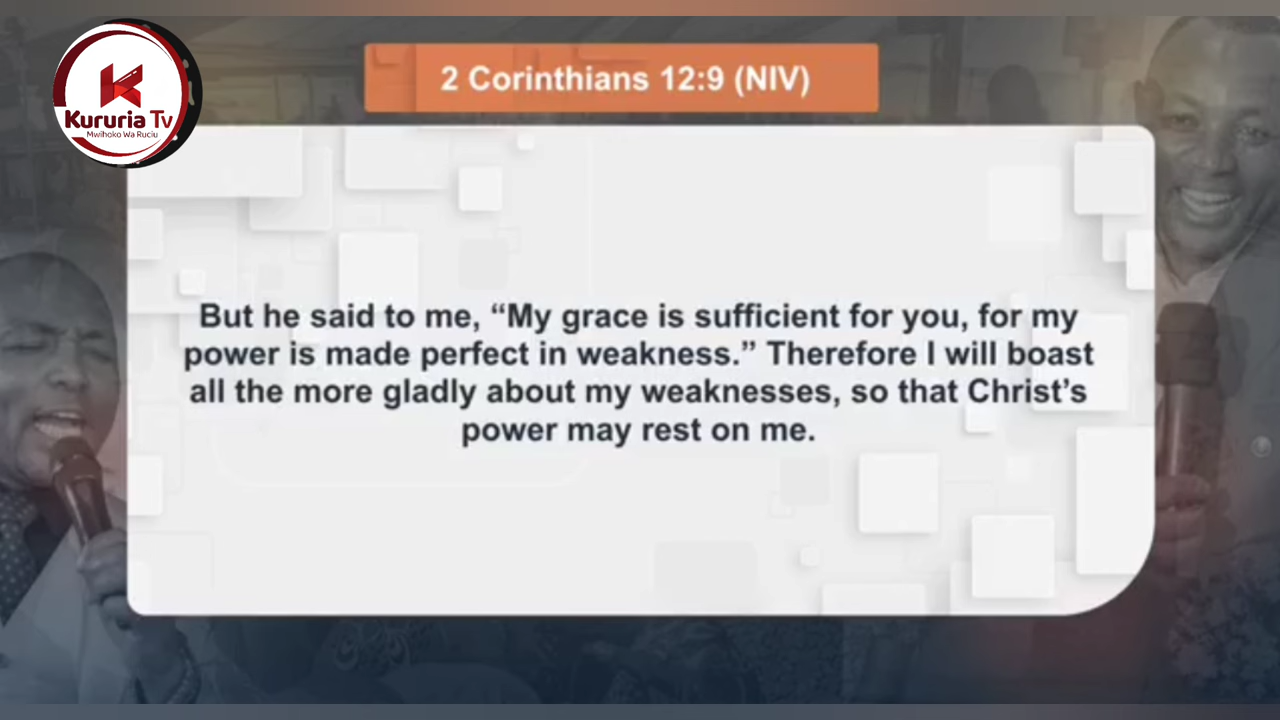 Kururia Tv
Mwihoko Wa Ruciu
2 Corinthians 12:9 (NIV)
But he said to me, “My grace is sufficient for you, for my
power is made perfect in weakness.” Therefore I will boast
all the more gladly about my weaknesses, so that Christ’s
power may rest on me.